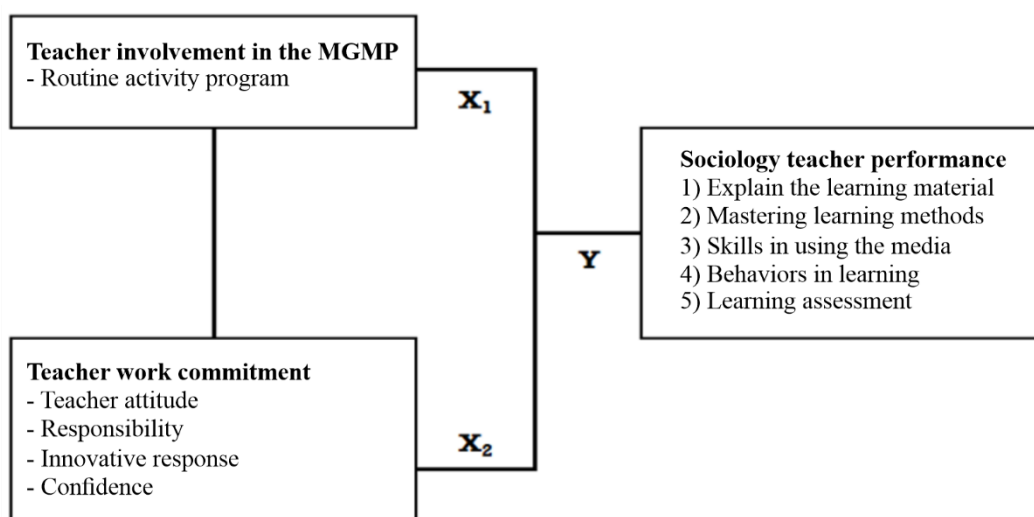 Teacher involvement in the MGMP
- Routine activity program
X₁
Sociology teacher performance
1) Explain the learning material
2) Mastering learning methods
3) Skills in using the media
4) Behaviors in learning
5) Learning assessment
Y
Teacher work commitment
- Teacher attitude
- Responsibility
- Innovative response
- Confidence
X₂